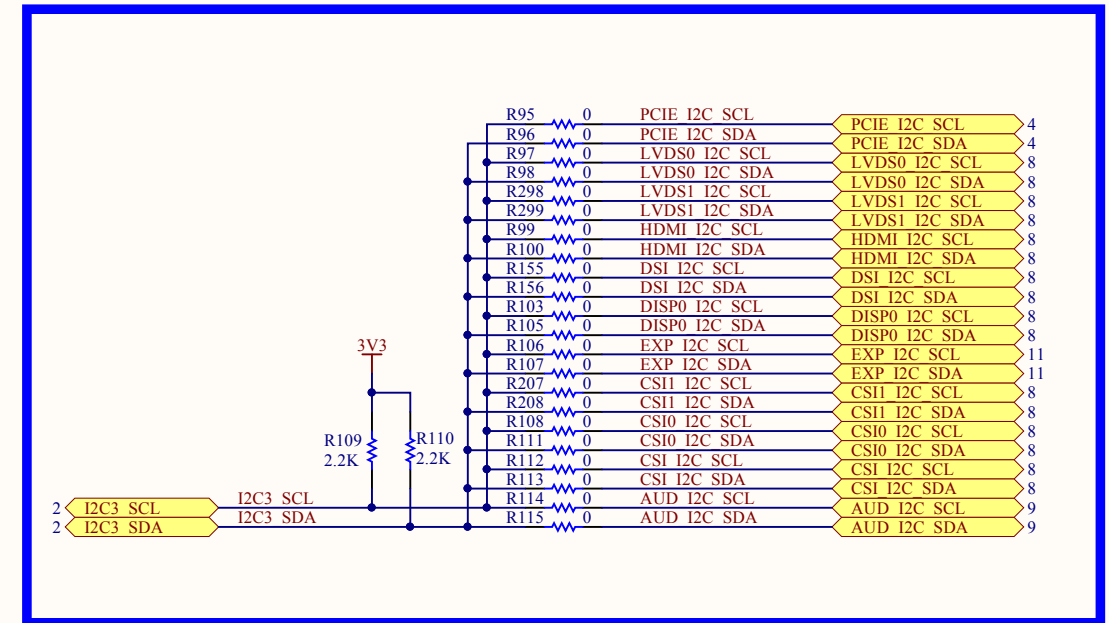 R95 0 PCIE_I2C_SCL PCIE_I2C_SCL 4
R96 0 PCIE_I2C_SDA PCIE_I2C_SDA 4
R97 0 LVDS0_I2C_SCL LVDS0_I2C_SCL 8
R98 0 LVDS0_I2C_SDA LVDS0_I2C_SDA 8
R298 0 LVDS1_I2C_SCL LVDS1_I2C_SCL 8
R299 0 LVDS1_I2C_SDA LVDS1_I2C_SDA 8
R99 0 HDMI_I2C_SCL HDMI_I2C_SCL 8
R100 0 HDMI_I2C_SDA HDMI_I2C_SDA 8
R155 0 DSI_I2C_SCL DSI_I2C_SCL 8
R156 0 DSI_I2C_SDA DSI_I2C_SDA 8
R103 0 DISP0_I2C_SCL DISP0_I2C_SCL 8
R105 0 DISP0_I2C_SDA DISP0_I2C_SDA 8
3V3 R106 0 EXP_I2C_SCL EXP_I2C_SCL 11
R107 0 EXP_I2C_SDA EXP_I2C_SDA 11
R207 0 CSI1_I2C_SCL CSI1_I2C_SCL 8
R208 0 CSI1_I2C_SDA CSI1_I2C_SDA 8
R108 0 CSI0_I2C_SCL CSI0_I2C_SCL 8
R109 R110 R111 0 CSI0_I2C_SDA CSI0_I2C_SDA 8
2.2K 2.2K R112 0 CSI_I2C_SCL CSI_I2C_SCL 8
R113 0 CSI_I2C_SDA CSI_I2C_SDA 8
2 I2C3_SCL I2C3_SCL R114 0 AUD_I2C_SCL AUD_I2C_SCL 9
2 I2C3_SDA I2C3_SDA R115 0 AUD_I2C_SDA AUD_I2C_SDA 9